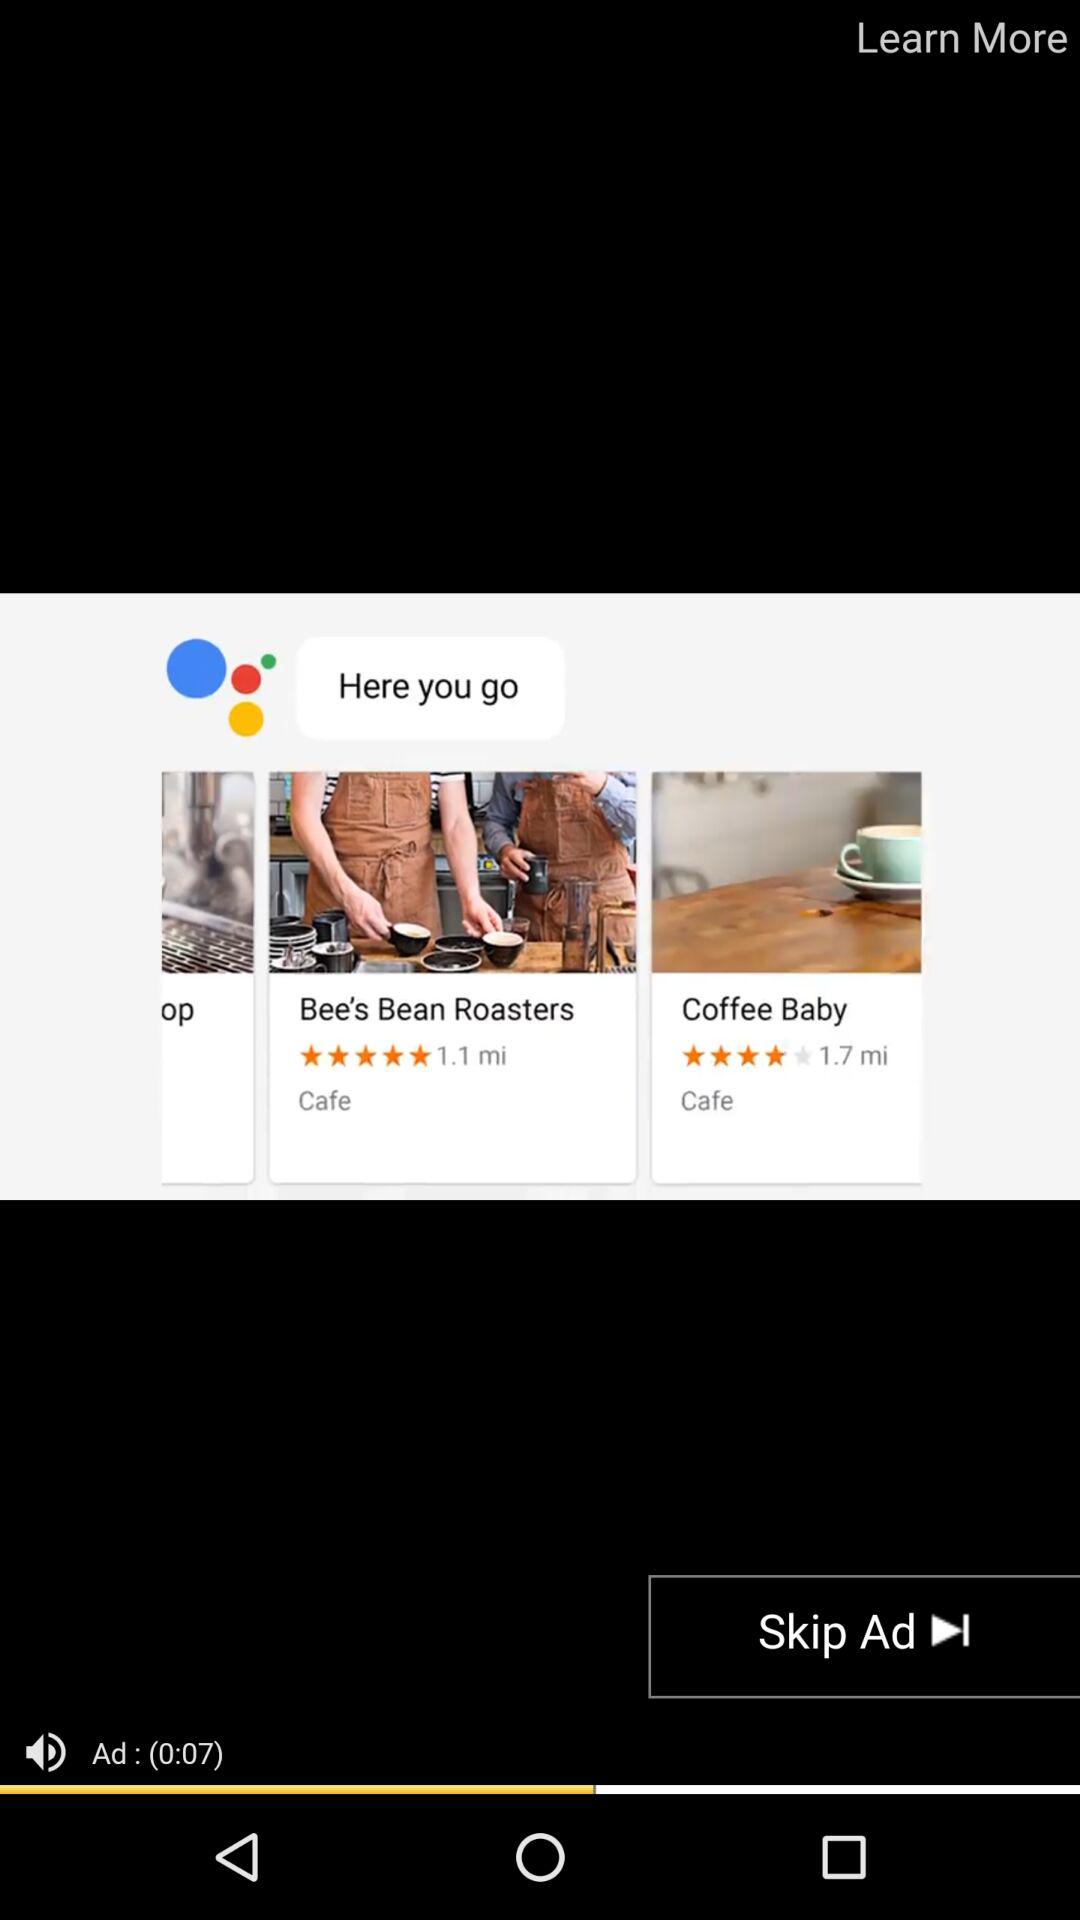 Learn More
Here you go
op
Bee's Bean Roasters
1.1 mi
Cafe
Coffee Baby
1.7 mi
Cafe
Skip Ad
Ad : (0:07)